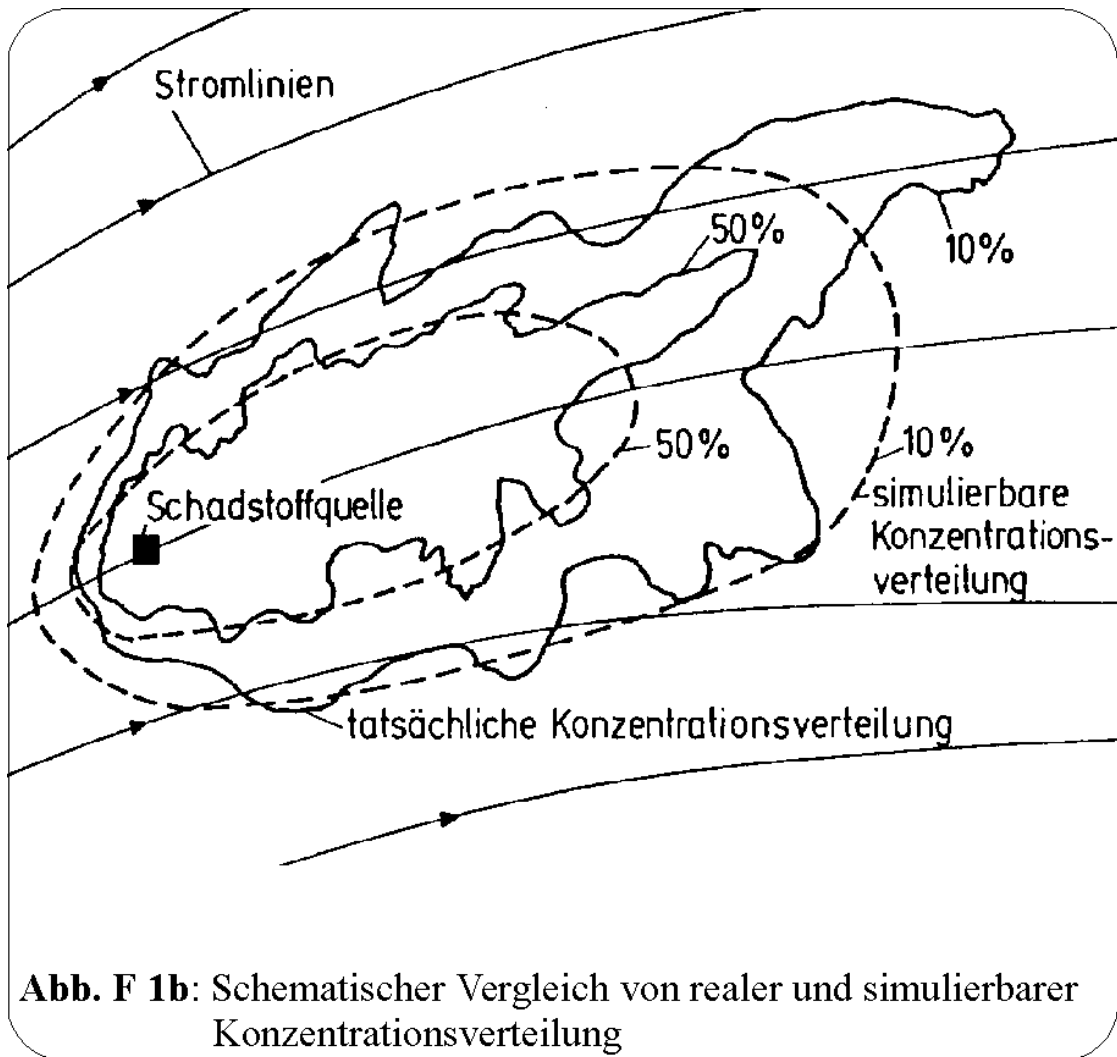 Stromlinien
50%
10%
50%
10%
simulierbare
Konzentrations-
verteilung
Schadstoffquelle
tatsächliche Konzentrationsverteilung
Abb. F 1b: Schematischer Vergleich von realer und simulierbarer
Konzentrationsverteilung